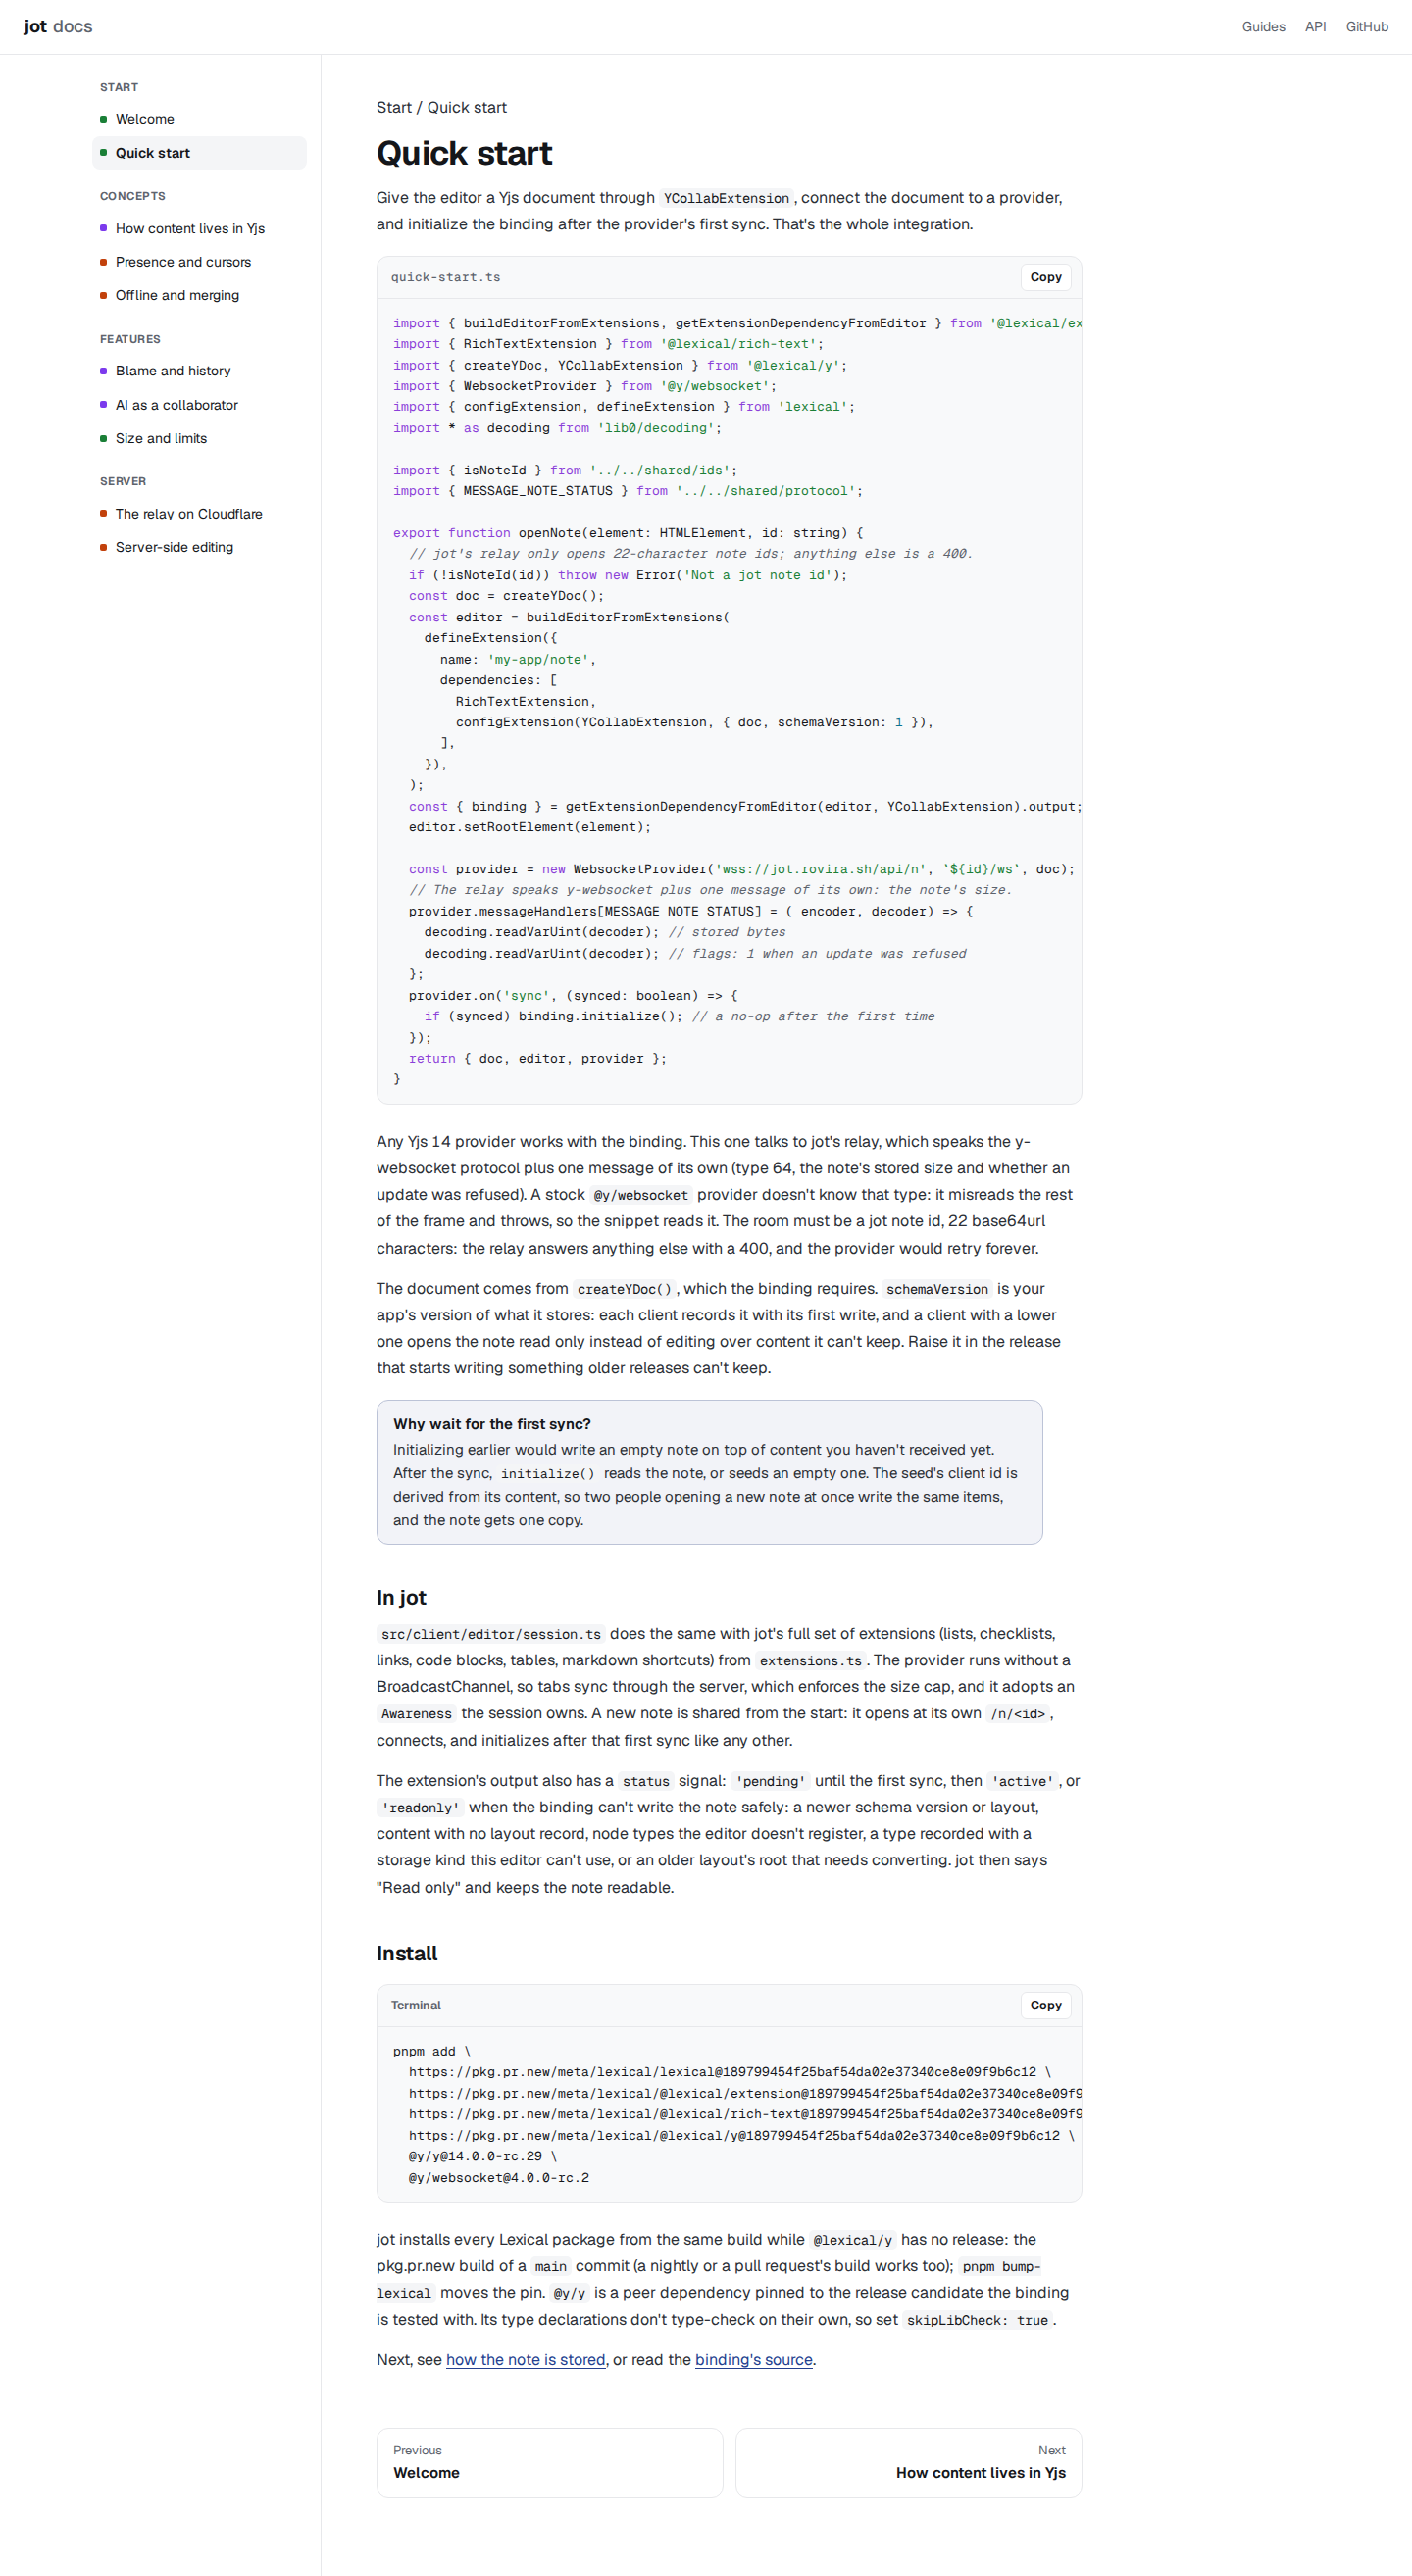 jot docs
Guides API GitHub
START
Welcome
Quick start
CONCEPTS
How content lives in Yjs
Presence and cursors
Offline and merging
FEATURES
Blame and history
AI as a collaborator
Size and limits
SERVER
The relay on Cloudflare
Server-side editing
Start / Quick start
Quick start
Give the editor a Yjs document through YCollabExtension, connect the document to a provider,
and initialize the binding after the provider's first sync. That's the whole integration.
quick-start.ts
Copy
import { buildEditorFromExtensions, getExtensionDependencyFromEditor } from '@lexical/ex
import { RichTextExtension } from '@lexical/rich-text';
import { createYDoc, YCollabExtension } from '@lexical/y';
import { WebsocketProvider } from '@y/websocket';
import { configExtension, defineExtension } from 'lexical';
import * as decoding from 'lib0/decoding';
import { isNoteId } from '../../shared/ids';
import { MESSAGE_NOTE_STATUS } from '../../shared/protocol';
export function openNote(element: HTMLElement, id: string) {
// jot's relay only opens 22-character note ids; anything else is a 400.
if (!isNoteId(id)) throw new Error('Not a jot note id');
const doc = createYDoc();
const editor = buildEditorFromExtensions(
defineExtension({
name: 'my-app/note',
dependencies: [
RichTextExtension,
configExtension(YCollabExtension, { doc, schemaVersion: 1 }),
],
}),
);
const { binding } = getExtensionDependencyFromEditor(editor, YCollabExtension).output;
editor.setRootElement(element);
const provider = new WebsocketProvider('wss://jot.rovira.sh/api/n', `${id}/ws`, doc);
// The relay speaks y-websocket plus one message of its own: the note's size.
provider.messageHandlers[MESSAGE_NOTE_STATUS] = (_encoder, decoder) => {
decoding.readVarUint(decoder); // stored bytes
decoding.readVarUint(decoder); // flags: 1 when an update was refused
};
provider.on('sync', (synced: boolean) => {
if (synced) binding.initialize(); // a no-op after the first time
});
return { doc, editor, provider };
}
Any Yjs 14 provider works with the binding. This one talks to jot's relay, which speaks the y-
websocket protocol plus one message of its own (type 64, the note's stored size and whether an
update was refused). A stock @y/websocket provider doesn't know that type: it misreads the rest
of the frame and throws, so the snippet reads it. The room must be a jot note id, 22 base64url
characters: the relay answers anything else with a 400, and the provider would retry forever.
The document comes from createYDoc(), which the binding requires. schemaVersion is your
app's version of what it stores: each client records it with its first write, and a client with a lower
one opens the note read only instead of editing over content it can't keep. Raise it in the release
that starts writing something older releases can't keep.
Why wait for the first sync?
Initializing earlier would write an empty note on top of content you haven't received yet.
After the sync, initialize() reads the note, or seeds an empty one. The seed's client id is
derived from its content, so two people opening a new note at once write the same items,
and the note gets one copy.
In jot
src/client/editor/session.ts does the same with jot's full set of extensions (lists, checklists,
links, code blocks, tables, markdown shortcuts) from extensions.ts. The provider runs without a
BroadcastChannel, so tabs sync through the server, which enforces the size cap, and it adopts an
Awareness the session owns. A new note is shared from the start: it opens at its own /n/<id>,
connects, and initializes after that first sync like any other.
The extension's output also has a status signal: 'pending' until the first sync, then 'active', or
'readonly' when the binding can't write the note safely: a newer schema version or layout,
content with no layout record, node types the editor doesn't register, a type recorded with a
storage kind this editor can't use, or an older layout's root that needs converting. jot then says
"Read only" and keeps the note readable.
Install
Terminal
Copy
pnpm add \
https://pkg.pr.new/meta/lexical/lexical@189799454f25baf54da02e37340ce8e09f9b6c12 \
https://pkg.pr.new/meta/lexical/@lexical/extension@189799454f25baf54da02e37340ce8e09f9
https://pkg.pr.new/meta/lexical/@lexical/rich-text@189799454f25baf54da02e37340ce8e09f9
https://pkg.pr.new/meta/lexical/@lexical/y@189799454f25baf54da02e37340ce8e09f9b6c12 \
@y/y@14.0.0-rc.29 \
@y/websocket@4.0.0-rc.2
jot installs every Lexical package from the same build while @lexical/y has no release: the
pkg.pr.new build of a main commit (a nightly or a pull request's build works too); pnpm bump-
lexical moves the pin. @y/y is a peer dependency pinned to the release candidate the binding
is tested with. Its type declarations don't type-check on their own, so set skipLibCheck: true.
Next, see how the note is stored, or read the binding's source.
Previous
Welcome
Next
How content lives in Yjs